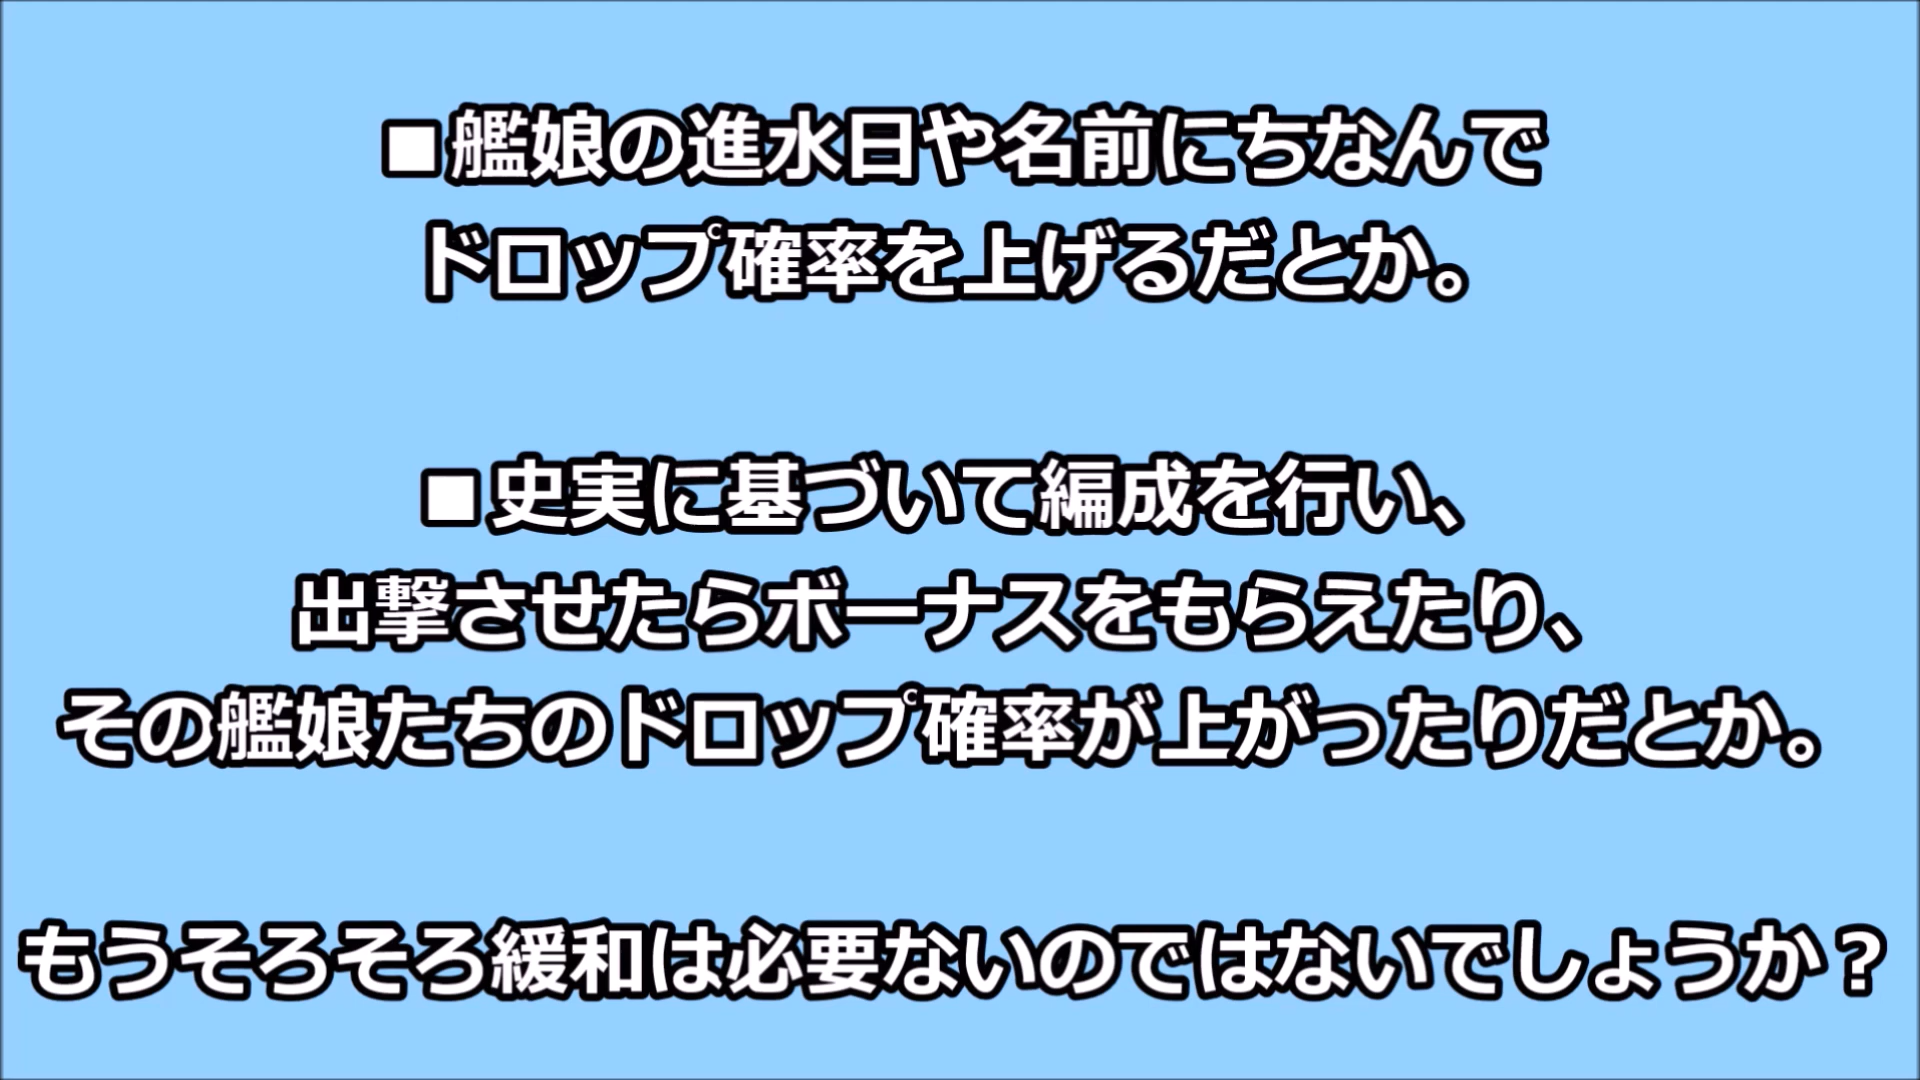 ■艦娘の進水日や名前にちなんで
ドロップ確率を上げるだとか。
■史実に基づいて編成を行い、
出撃させたらボーナスをもらえたり、
その艦娘たちのドロップ確率が上がったりだとか。
もうそろそろ緩和は必要ないのではないでしょうか？